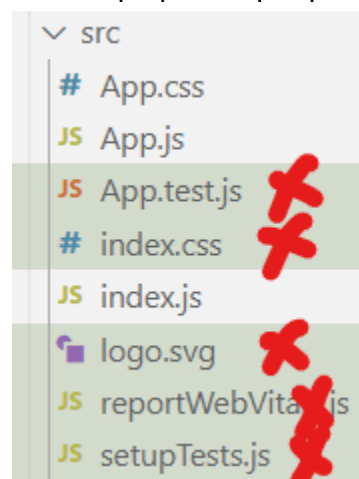 src
# App.css
JS App.js
JS App.test.js
# index.css
JS index.js
logo.svg
JS reportWebVitals.js
JS setupTests.js